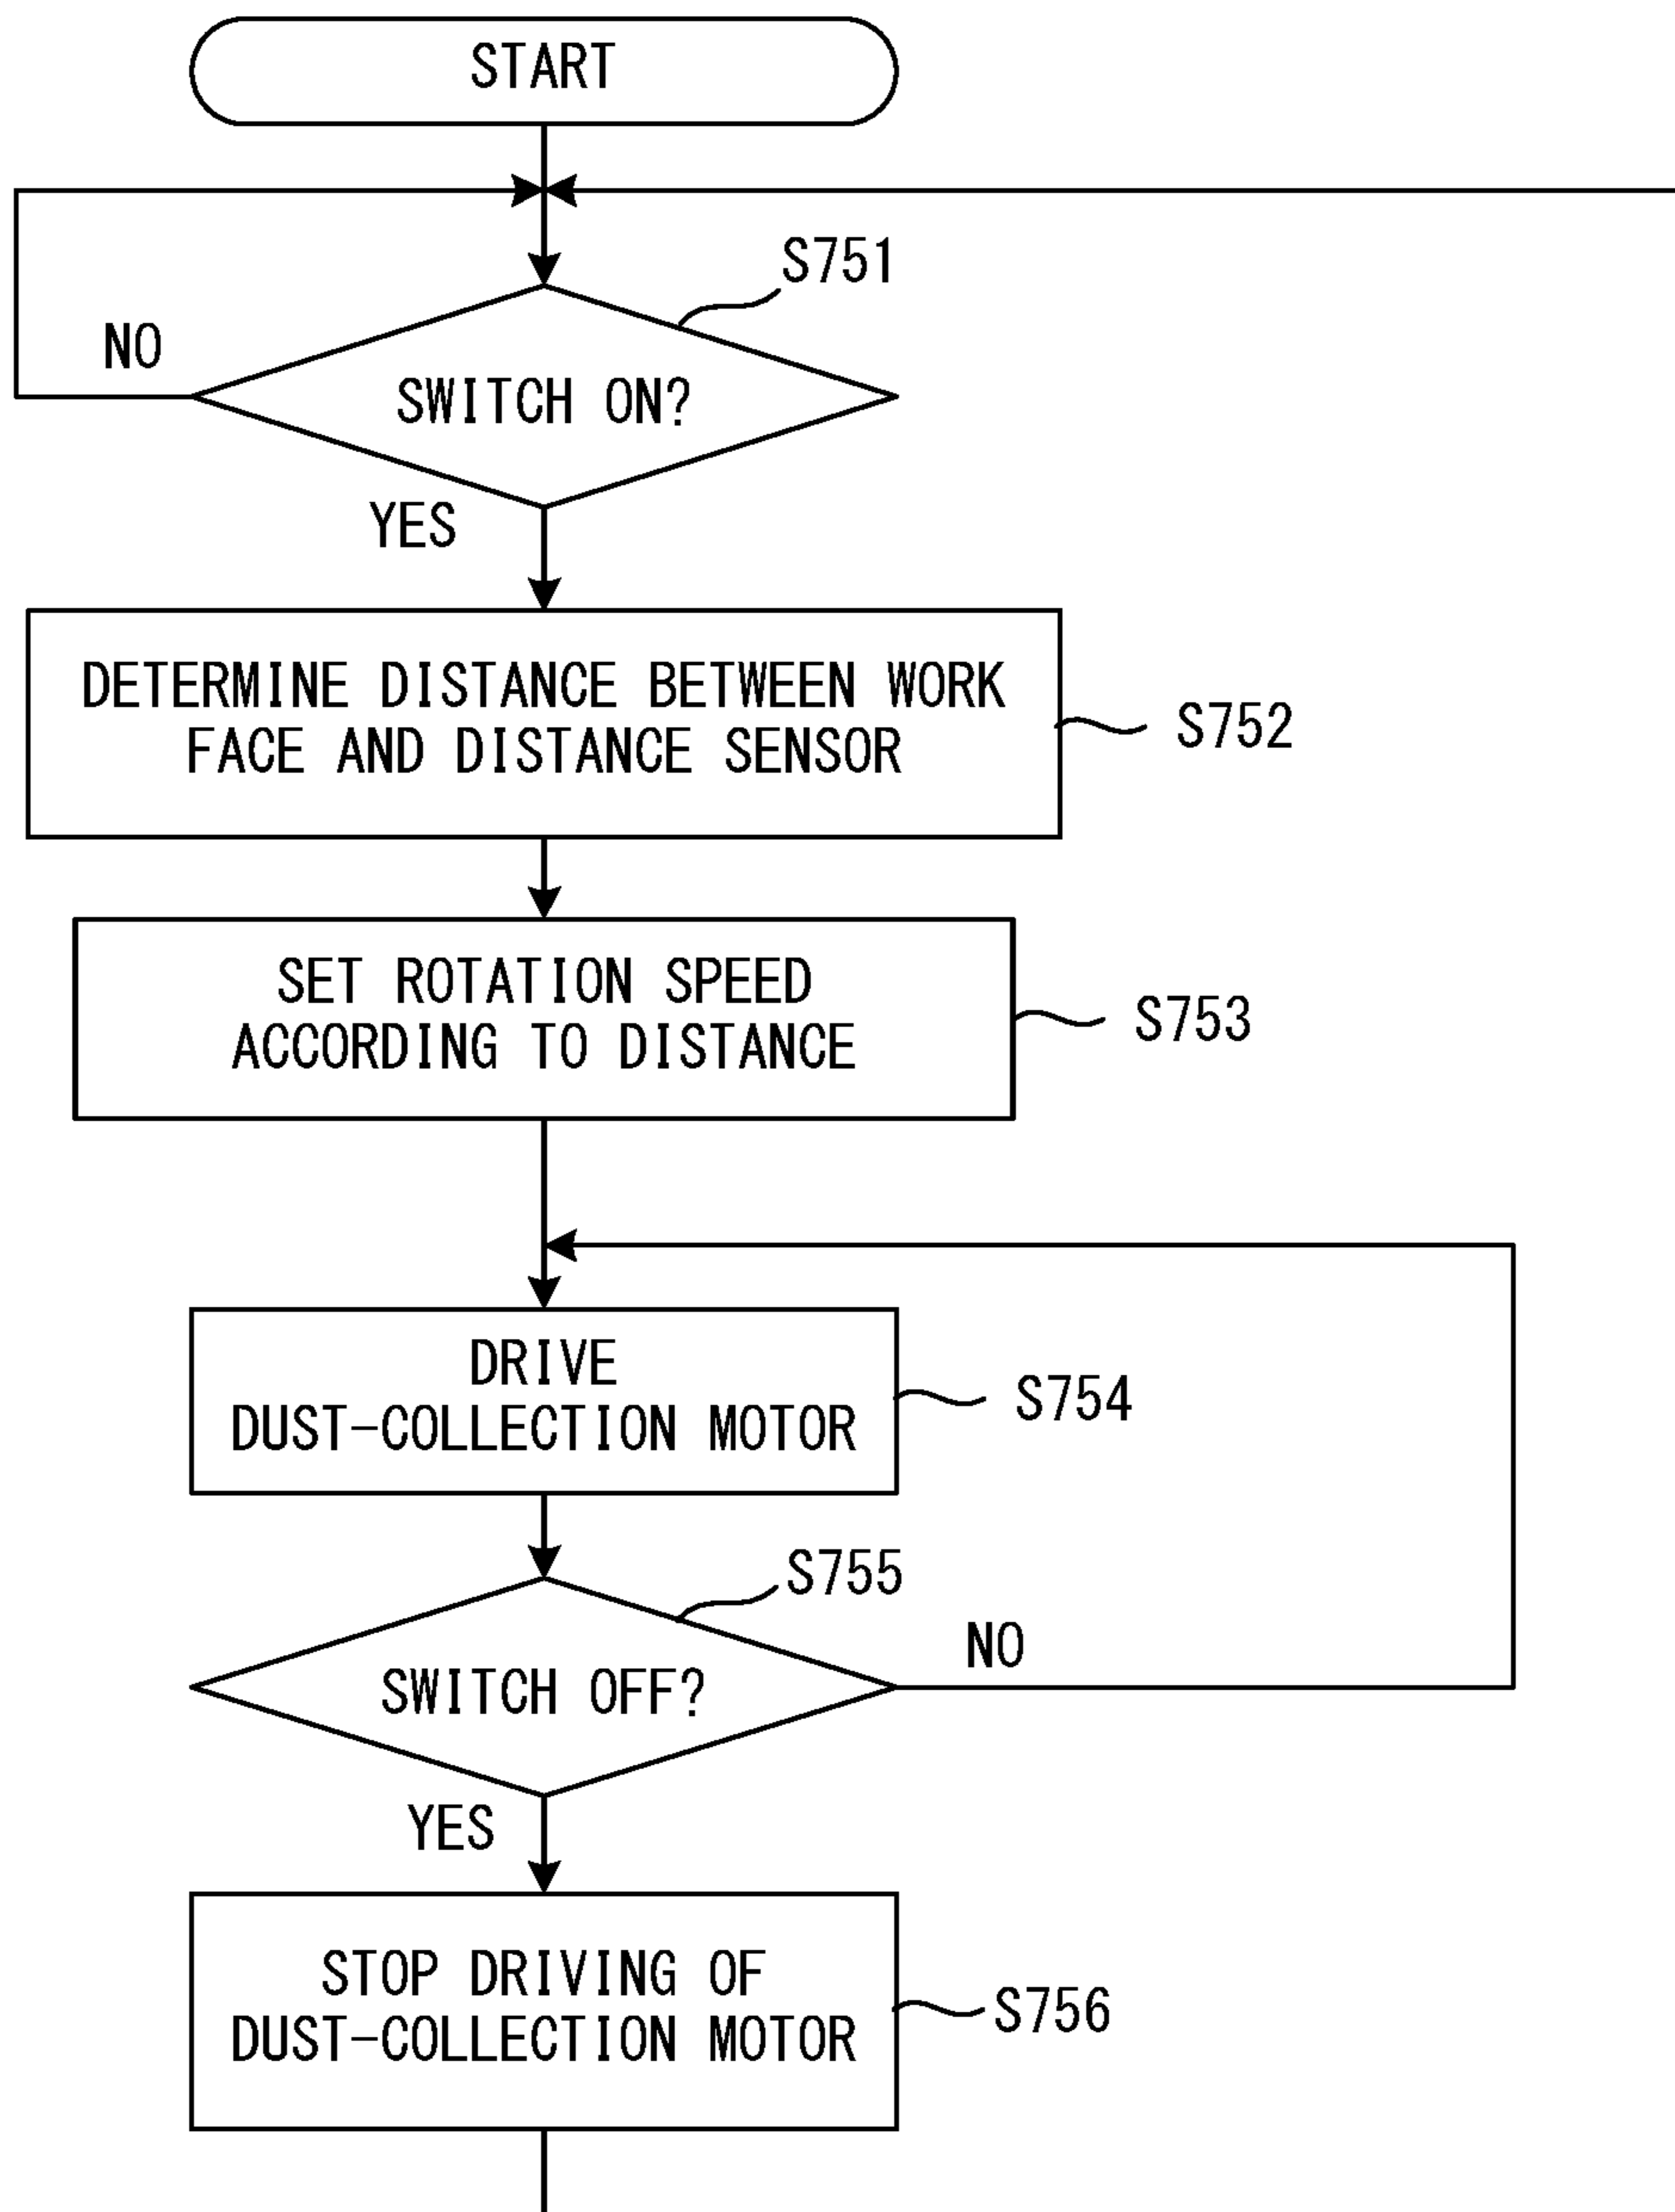 START
S751
NO
SWITCH ON?
YES
DETERMINE DISTANCE BETWEEN WORK
FACE AND DISTANCE SENSOR
S752
SET ROTATION SPEED
ACCORDING TO DISTANCE
S753
DRIVE
DUST-COLLECTION MOTOR
S754
S755
NO
SWITCH OFF?
YES
STOP DRIVING OF
DUST-COLLECTION MOTOR
S756